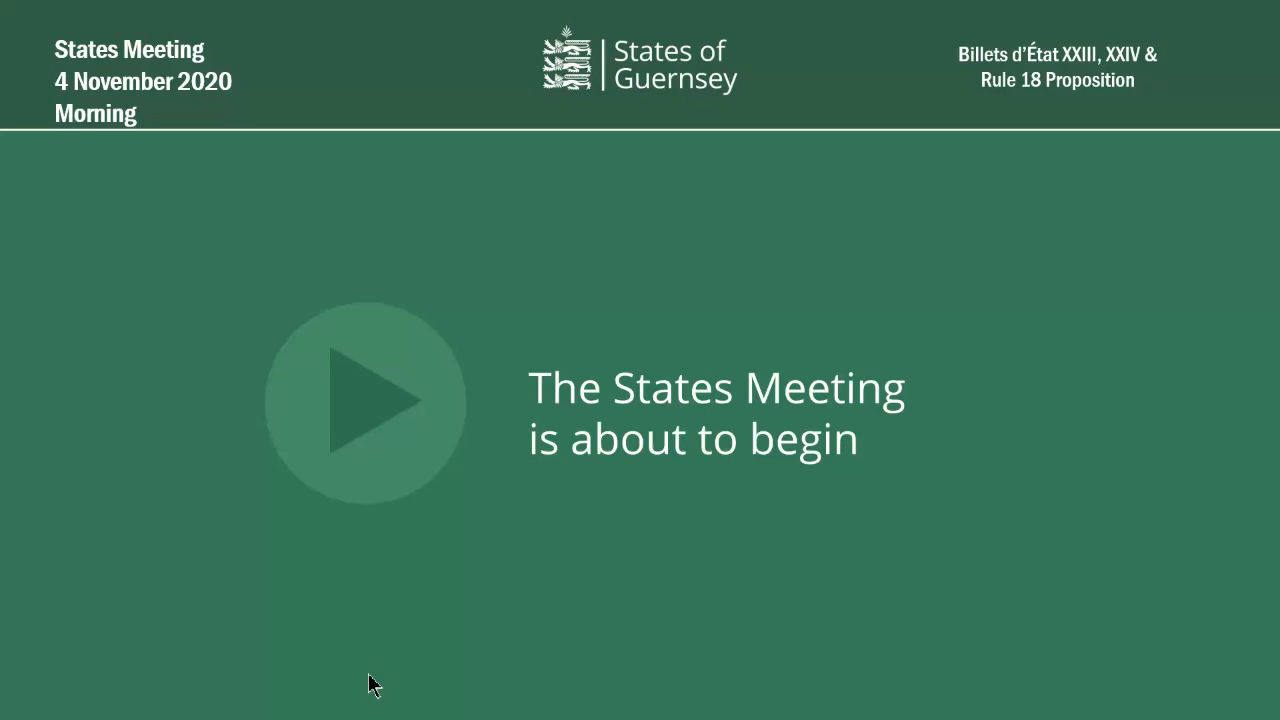 States Meeting
4 November 2020
Morning
States of
Guernsey
Billets d'État XXIII, XXIV &
Rule 18 Proposition
The States Meeting
is about to begin